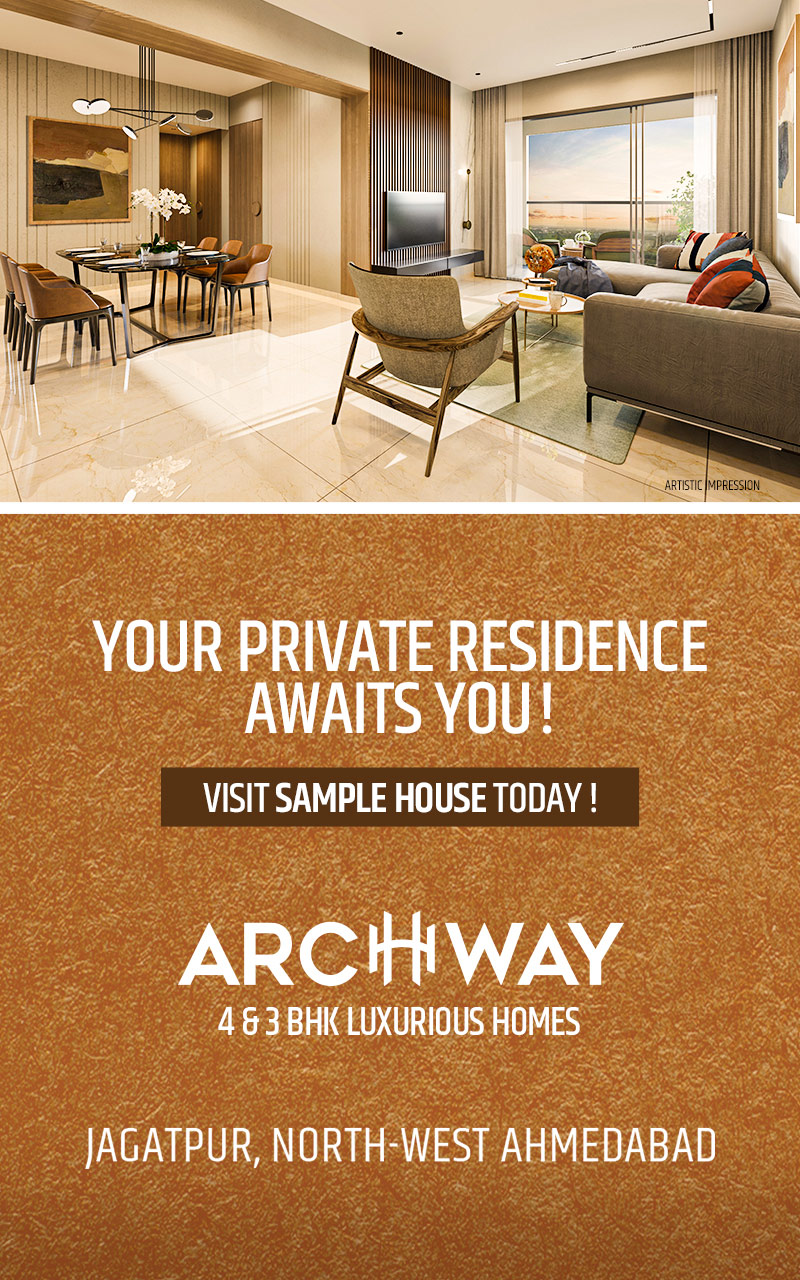 ARTISTIC IMPRESSION
YOUR PRIVATE RESIDENCE
AWAITS YOU!
VISIT SAMPLE HOUSE TODAY !
ARCHWAY
4 & 3 BHK LUXURIOUS HOMES
JAGATPUR, NORTH-WEST AHMEDABAD